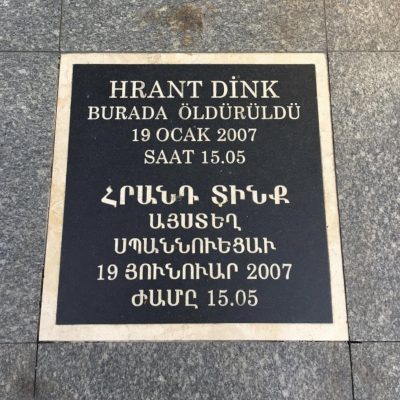 HRANT DİNK
BURADA ÖLDÜRÜLDÜ
19 OCAK 2007
SAAT 15.05
ՀՐԱՆԴ ՏԻՆՔ
ԱՅՍՏԵՂ
ՍՊԱՆՆՈՒԵՑԱՒ
19 ՅՈՒՆՈՒԱՐ 2007
ԺԱՄԸ 15.05